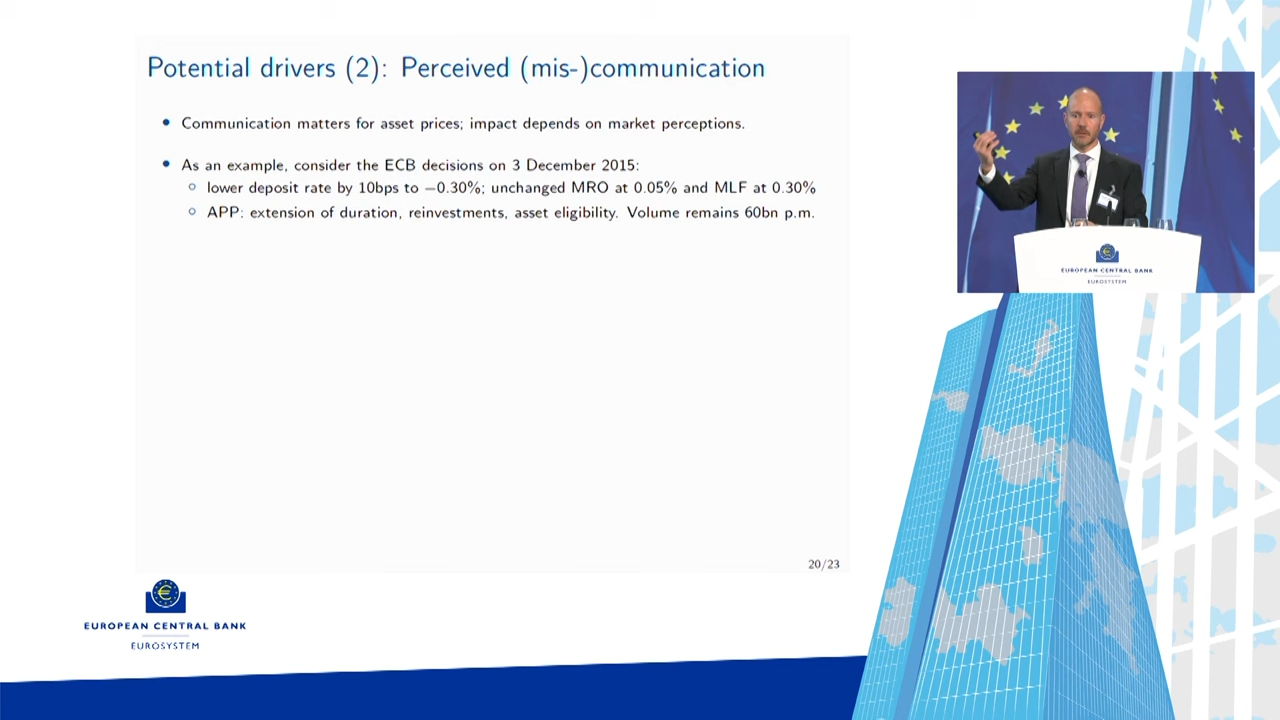 Potential drivers (2): Perceived (mis-)communication
• Communication matters for asset prices; impact depends on market perceptions.
• As an example, consider the ECB decisions on 3 December 2015:
◦ lower deposit rate by 10bps to −0.30%; unchanged MRO at 0.05% and MLF at 0.30%
◦ APP: extension of duration, reinvestments, asset eligibility. Volume remains 60bn p.m.
20/23
EUROPEAN CENTRAL BANK
EUROSYSTEM
EUROPEAN CENTRAL BANK
EUROSYSTEM